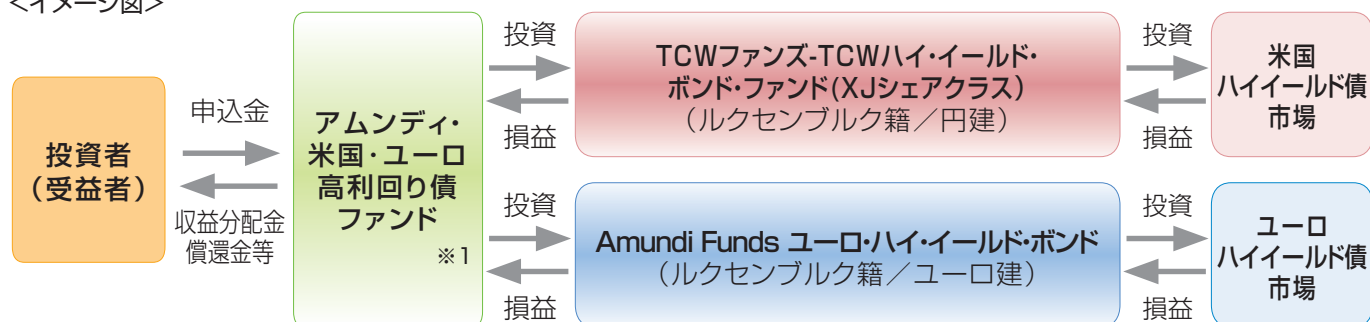 <イメージ図>
投資者
(受益者)
申込金
収益分配金
償還金等
アムンディ・
米国・ユーロ
高利回り債
ファンド
※1
投資
損益
TCWファンズ-TCWハイ・イールド・
ボンド・ファンド(XJシェアクラス)
(ルクセンブルク籍/円建)
投資
損益
米国
ハイイールド債
市場
投資
損益
Amundi Funds ユーロ・ハイ・イールド・ボンド
(ルクセンブルク籍/ユーロ建)
投資
損益
ユーロ
ハイイールド債
市場